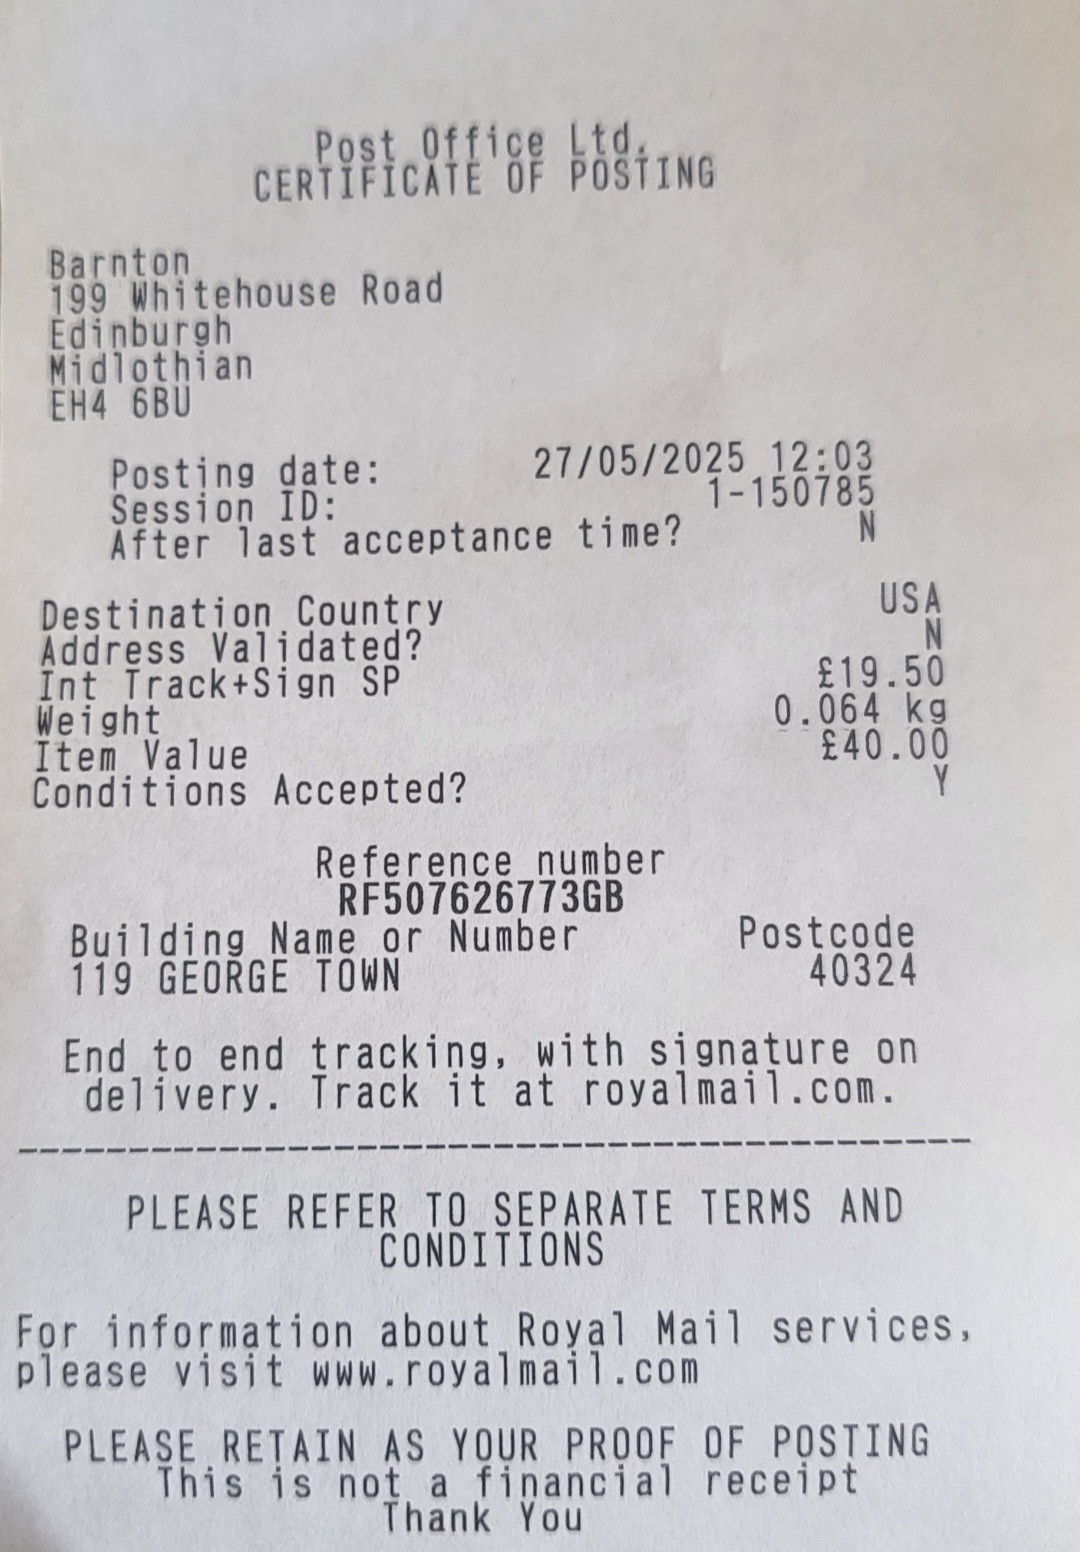 Post Office Ltd.
CERTIFICATE OF POSTING
Barnton
199 Whitehouse Road
Edinburgh
Midlothian
EH4 6BU
Posting date: 27/05/2025 12:03
Session ID: 1-150785
After last acceptance time? N
Destination Country USA
Address Validated? N
Int Track+Sign SP £19.50
Weight 0.064 kg
Item Value £40.00
Conditions Accepted? Y
Reference number
RF507626773GB
Building Name or Number Postcode
119 GEORGE TOWN 40324
End to end tracking, with signature on
delivery. Track it at royalmail.com.
----------------------------------------
PLEASE REFER TO SEPARATE TERMS AND
CONDITIONS
For information about Royal Mail services,
please visit www.royalmail.com
PLEASE RETAIN AS YOUR PROOF OF POSTING
This is not a financial receipt
Thank You